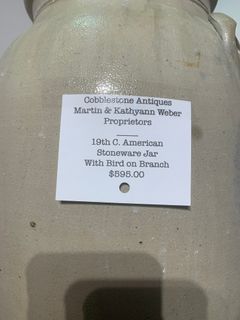 Cobblestone Antiques
Martin & Kathyann Weber
Proprietors
19th C. American
Stoneware Jar
With Bird on Branch
$595.00